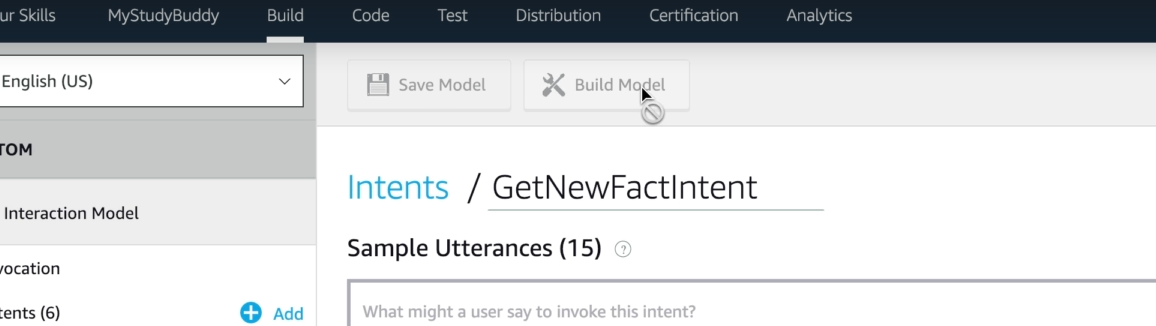 ur Skills MyStudyBuddy Build Code Test Distribution Certification Analytics
English (US)
Save Model Build Model
TOM
Interaction Model
vocation
tents (6) Add
Intents / GetNewFactIntent
Sample Utterances (15) ?
What might a user say to invoke this intent?